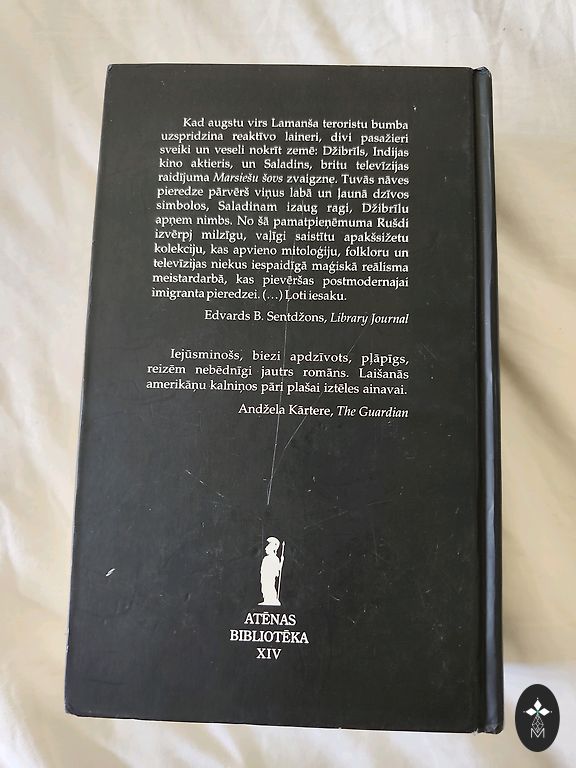 Kad augstu virs Lamanša teroristu bumba
uzspridzina reaktīvo laineri, divi pasažieri
sveiki un veseli nokrīt zemē: Džibrīls, Indijas
kino aktieris, un Saladins, britu televīzijas
raidījuma Marsiešu šovs zvaigzne. Tuvās nāves
pieredze pārvērš viņus labā un ļaunā dzīvos
simbolos, Saladinam izaug ragi, Džibrīlu
apņem nimbs. No šā pamatpieņēmuma Rušdi
izvērpj milzīgu, vaļīgi saistītu apakšsižetu
kolekciju, kas apvieno mitoloģiju, folkloru un
televīzijas niekus iespaidīgā maģiskā reālisma
meistardarbā, kas pievēršas postmodernajai
imigranta pieredzei. (...) Ļoti iesaku.
Edvards B. Sentdžons, Library Journal
Iejūsminošs, biezi apdzīvots, pļāpīgs,
reizēm nebēdnīgi jautrs romāns. Laišanās
amerikāņu kalniņos pāri plašai iztēles ainavai.
Andžela Kārtere, The Guardian
ATĒNAS
BIBLIOTĒKA
XIV